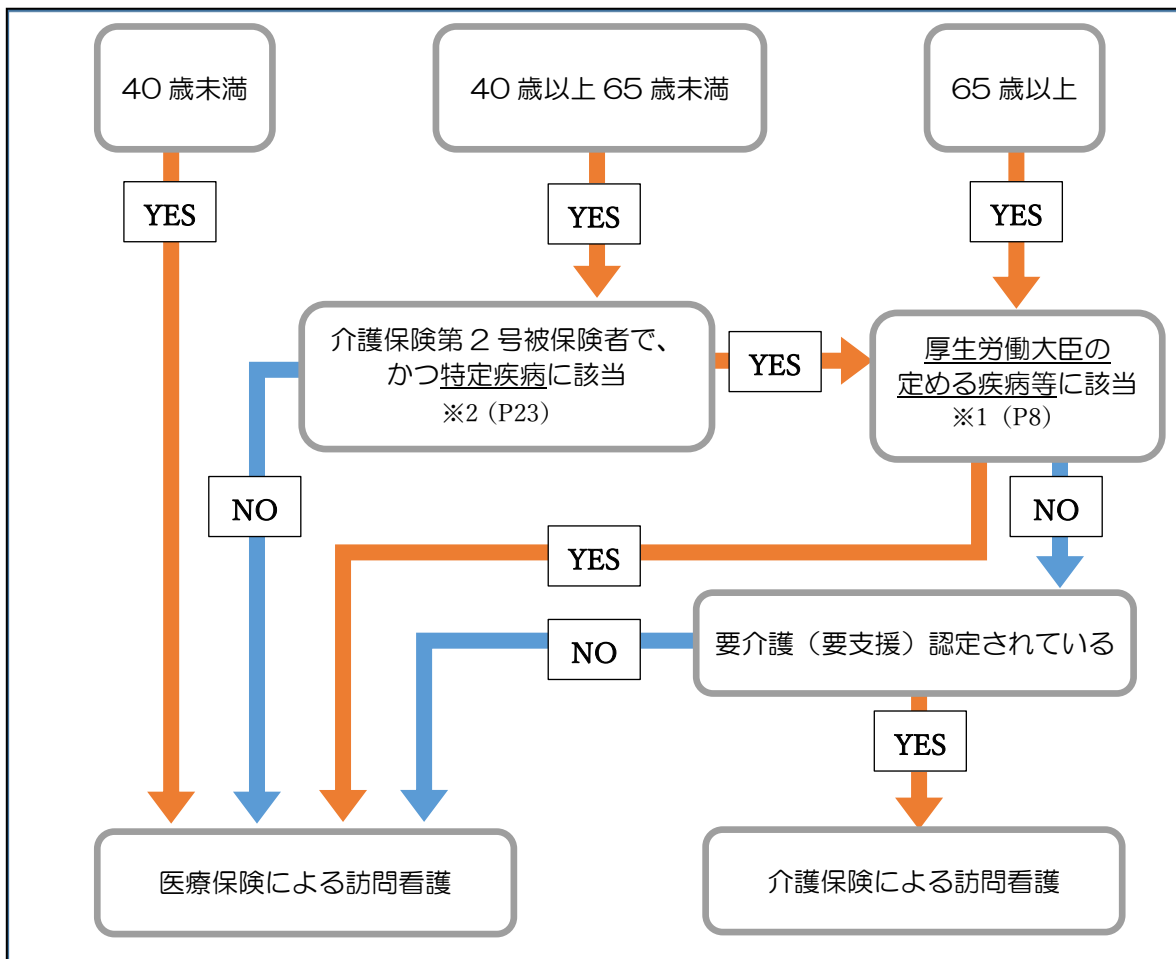 40 歳未満
40 歳以上 65 歳未満
65 歳以上
YES
YES
YES
介護保険第 2 号被保険者で、
かつ特定疾病に該当
※2 (P23)
YES
厚生労働大臣の
定める疾病等に該当
※1 (P8)
NO
NO
YES
要介護（要支援）認定されている
NO
YES
医療保険による訪問看護
介護保険による訪問看護